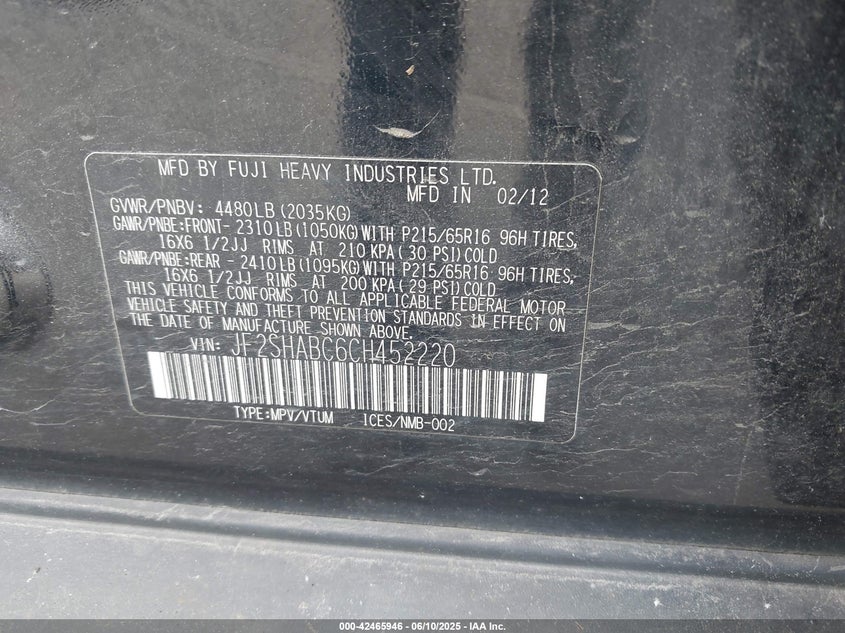 MFD BY FUJI HEAVY INDUSTRIES LTD.
MFD IN 02/12
GVWR/PNBV: 4480LB(2035KG)
GAWR/PNBE:FRONT- 2310LB(1050KG)WITH P215/65R16 96H TIRES,
16X6 1/2JJ RIMS AT 210 KPA(30 PSI)COLD
GAWR/PNBE:REAR - 2410LB(1095KG)WITH P215/65R16 96H TIRES,
16X6 1/2JJ RIMS AT 200 KPA(29 PSI)COLD
THIS VEHICLE CONFORMS TO ALL APPLICABLE FEDERAL MOTOR
VEHICLE SAFETY AND THEFT PREVENTION STANDARDS IN EFFECT ON
THE DATE OF MANUFACTURE SHOWN ABOVE.
VIN: JF2SHABC6CH452220
TYPE:MPV/VTUM ICES/NMB-002
000-42465946 - 06/10/2025 - IAA Inc.